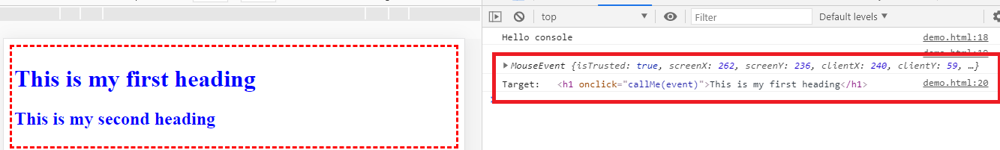 top
Filter
Default levels
Hello console demo.html:18
demo.html:19
MouseEvent {isTrusted: true, screenX: 262, screenY: 236, clientX: 240, clientY: 59, …}
Target: <h1 onclick="callMe(event)">This is my first heading</h1> demo.html:20
This is my first heading
This is my second heading